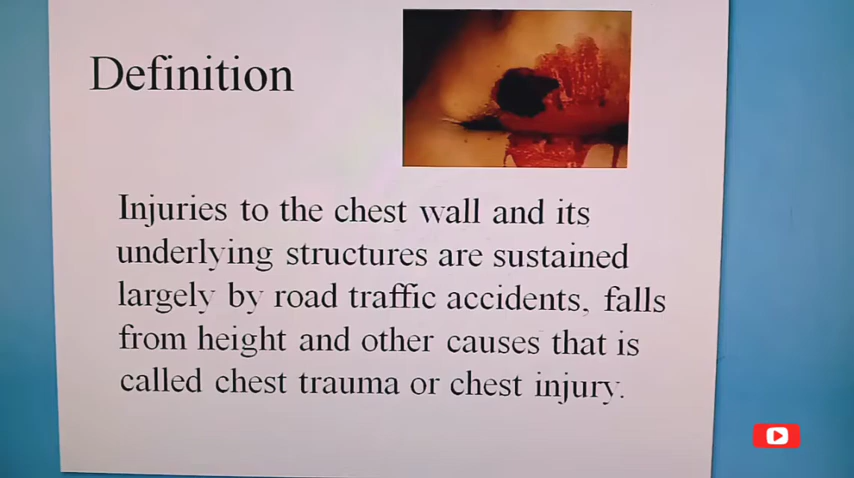 Definition
Injuries to the chest wall and its
underlying structures are sustained
largely by road traffic accidents, falls
from height and other causes that is
called chest trauma or chest injury.